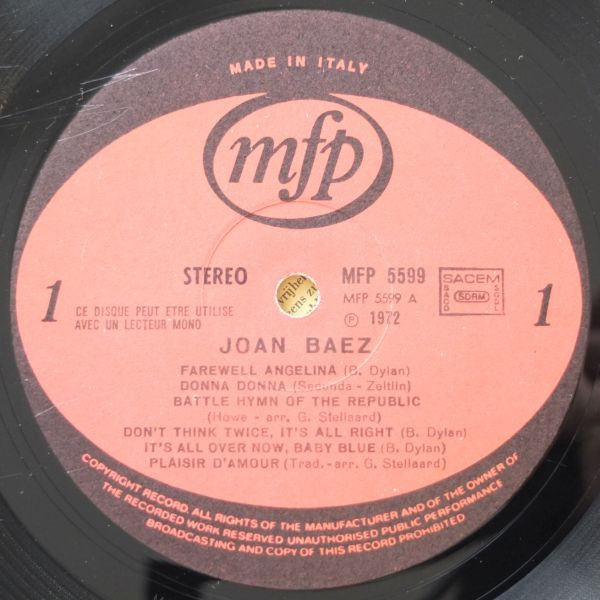 MADE IN ITALY
mfp
1
STEREO
MFP 5599
MFP 5599 A
℗ 1972
SACEM
SACD
SDRM
SGDL
CE DISQUE PEUT ETRE UTILISE
AVEC UN LECTEUR MONO
1
JOAN BAEZ
FAREWELL ANGELINA (B. Dylan)
DONNA DONNA (Secunda - Zeitlin)
BATTLE HYMN OF THE REPUBLIC
(Howe - arr. G. Stellaard)
DON'T THINK TWICE, IT'S ALL RIGHT (B. Dylan)
IT'S ALL OVER NOW, BABY BLUE (B. Dylan)
PLAISIR D'AMOUR (Trad.-arr. G. Stellaard)
COPYRIGHT RECORD. ALL RIGHTS OF THE MANUFACTURER AND OF THE OWNER OF
THE RECORDED WORK RESERVED UNAUTHORISED PUBLIC PERFORMANCE
BROADCASTING AND COPY OF THIS RECORD PROHIBITED